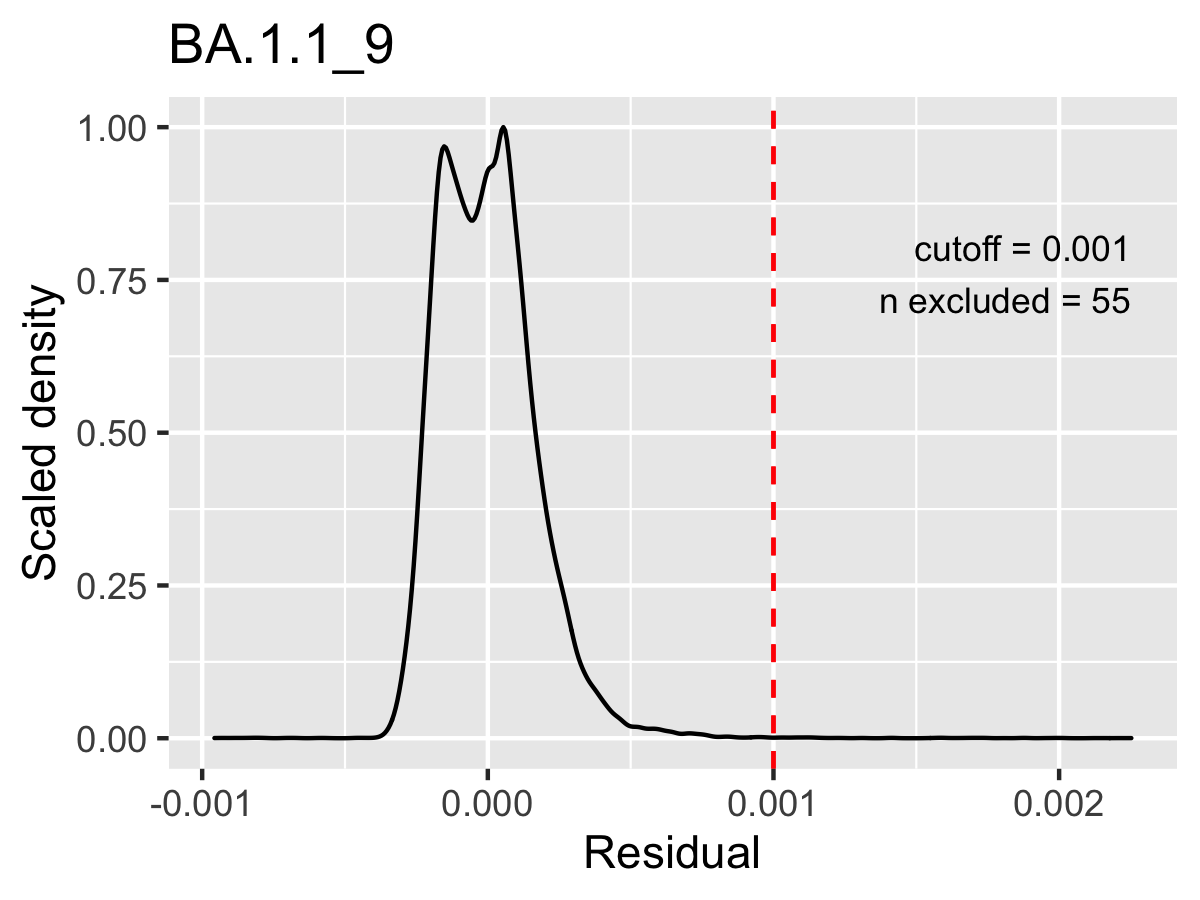 BA.1.1_9
Scaled density
1.00
0.75
0.50
0.25
0.00
cutoff = 0.001
n excluded = 55
-0.001
0.000
0.001
0.002
Residual